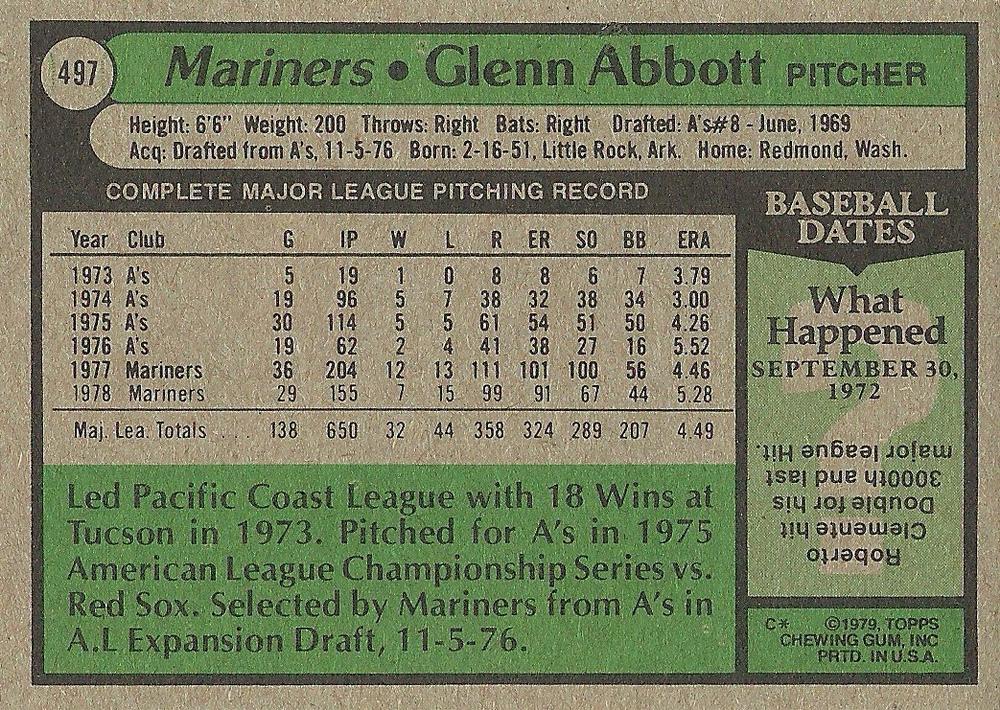 497
Mariners • Glenn Abbott PITCHER
Height: 6'6" Weight: 200 Throws: Right Bats: Right Drafted: A's#8 - June, 1969
Acq: Drafted from A's, 11-5-76 Born: 2-16-51, Little Rock, Ark. Home: Redmond, Wash.
COMPLETE MAJOR LEAGUE PITCHING RECORD
Year Club G IP W L R ER SO BB ERA
1973 A's 5 19 1 0 8 8 6 7 3.79
1974 A's 19 96 5 7 38 32 38 34 3.00
1975 A's 30 114 5 5 61 54 51 50 4.26
1976 A's 19 62 2 4 41 38 27 16 5.52
1977 Mariners 36 204 12 13 111 101 100 56 4.46
1978 Mariners 29 155 7 15 99 91 67 44 5.28
Maj. Lea. Totals .... 138 650 32 44 358 324 289 207 4.49
Led Pacific Coast League with 18 Wins at
Tucson in 1973. Pitched for A's in 1975
American League Championship Series vs.
Red Sox. Selected by Mariners from A's in
A.L Expansion Draft, 11-5-76.
BASEBALL
DATES
What
Happened
SEPTEMBER 30,
1972
?
Roberto
Clemente hit
Double for his
3000th and last
major league Hit.
C* ©1979, TOPPS
CHEWING GUM, INC
PRTD. IN U.S.A.